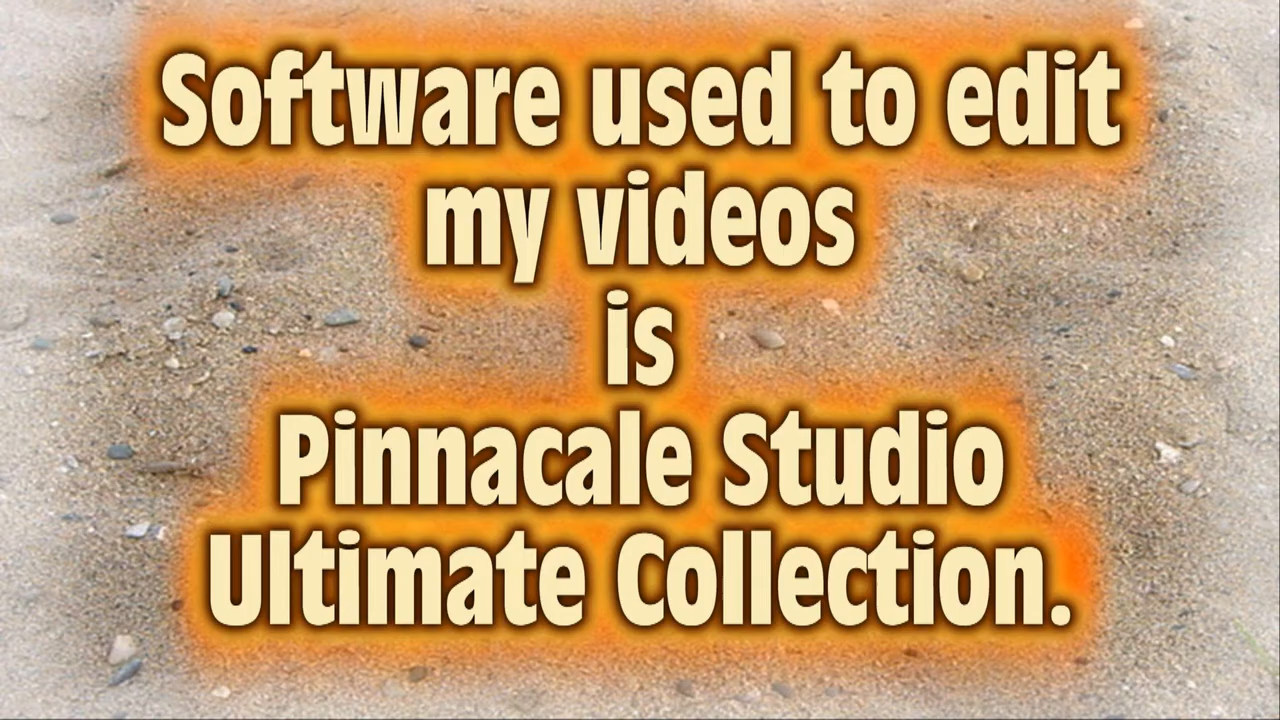 Software used to edit
my videos
is
Pinnacale Studio
Ultimate Collection.